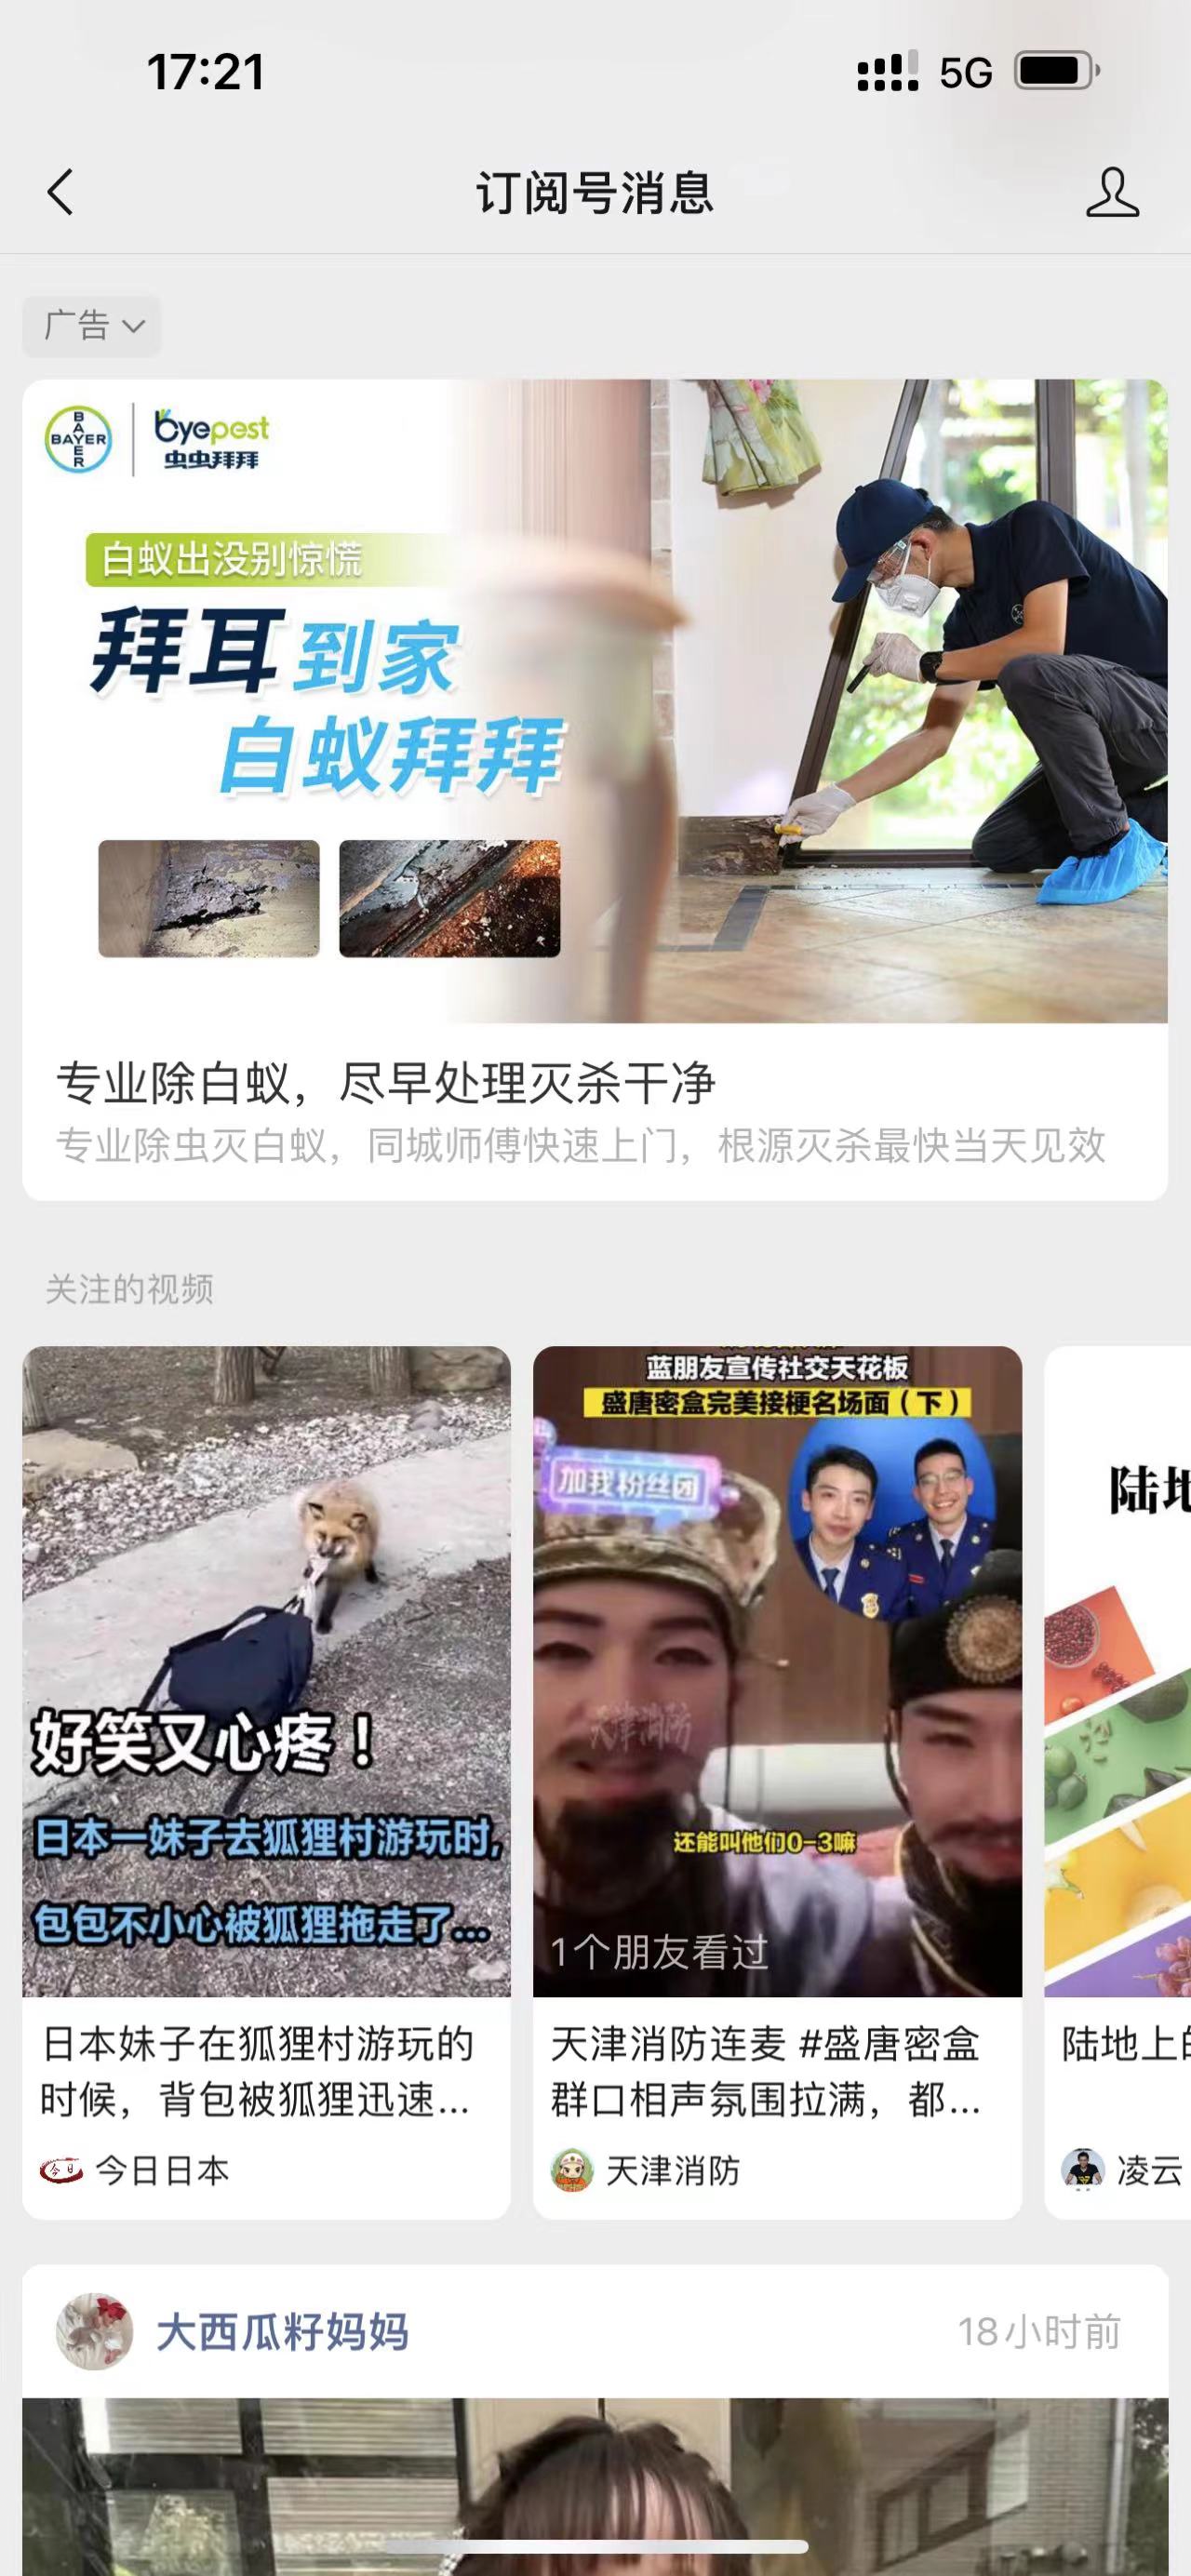 17:21
5G
订阅号消息
广告
BAYER
BAYER
byepest
虫虫拜拜
白蚁出没别惊慌
拜耳到家
白蚁拜拜
专业除白蚁，尽早处理灭杀干净
专业除虫灭白蚁，同城师傅快速上门，根源灭杀最快当天见效
关注的视频
好笑又心疼！
日本一妹子去狐狸村游玩时,
包包不小心被狐狸拖走了...
日本妹子在狐狸村游玩的
时候，背包被狐狸迅速...
今日
今日日本
蓝朋友宣传社交天花板
盛唐密盒完美接梗名场面（下）
加我粉丝团
天津消防
还能叫他们0-3嘛
1个朋友看过
天津消防连麦 #盛唐密盒
群口相声氛围拉满，都...
天津消防
陆地
陆地上的
凌云
大西瓜籽妈妈
18小时前